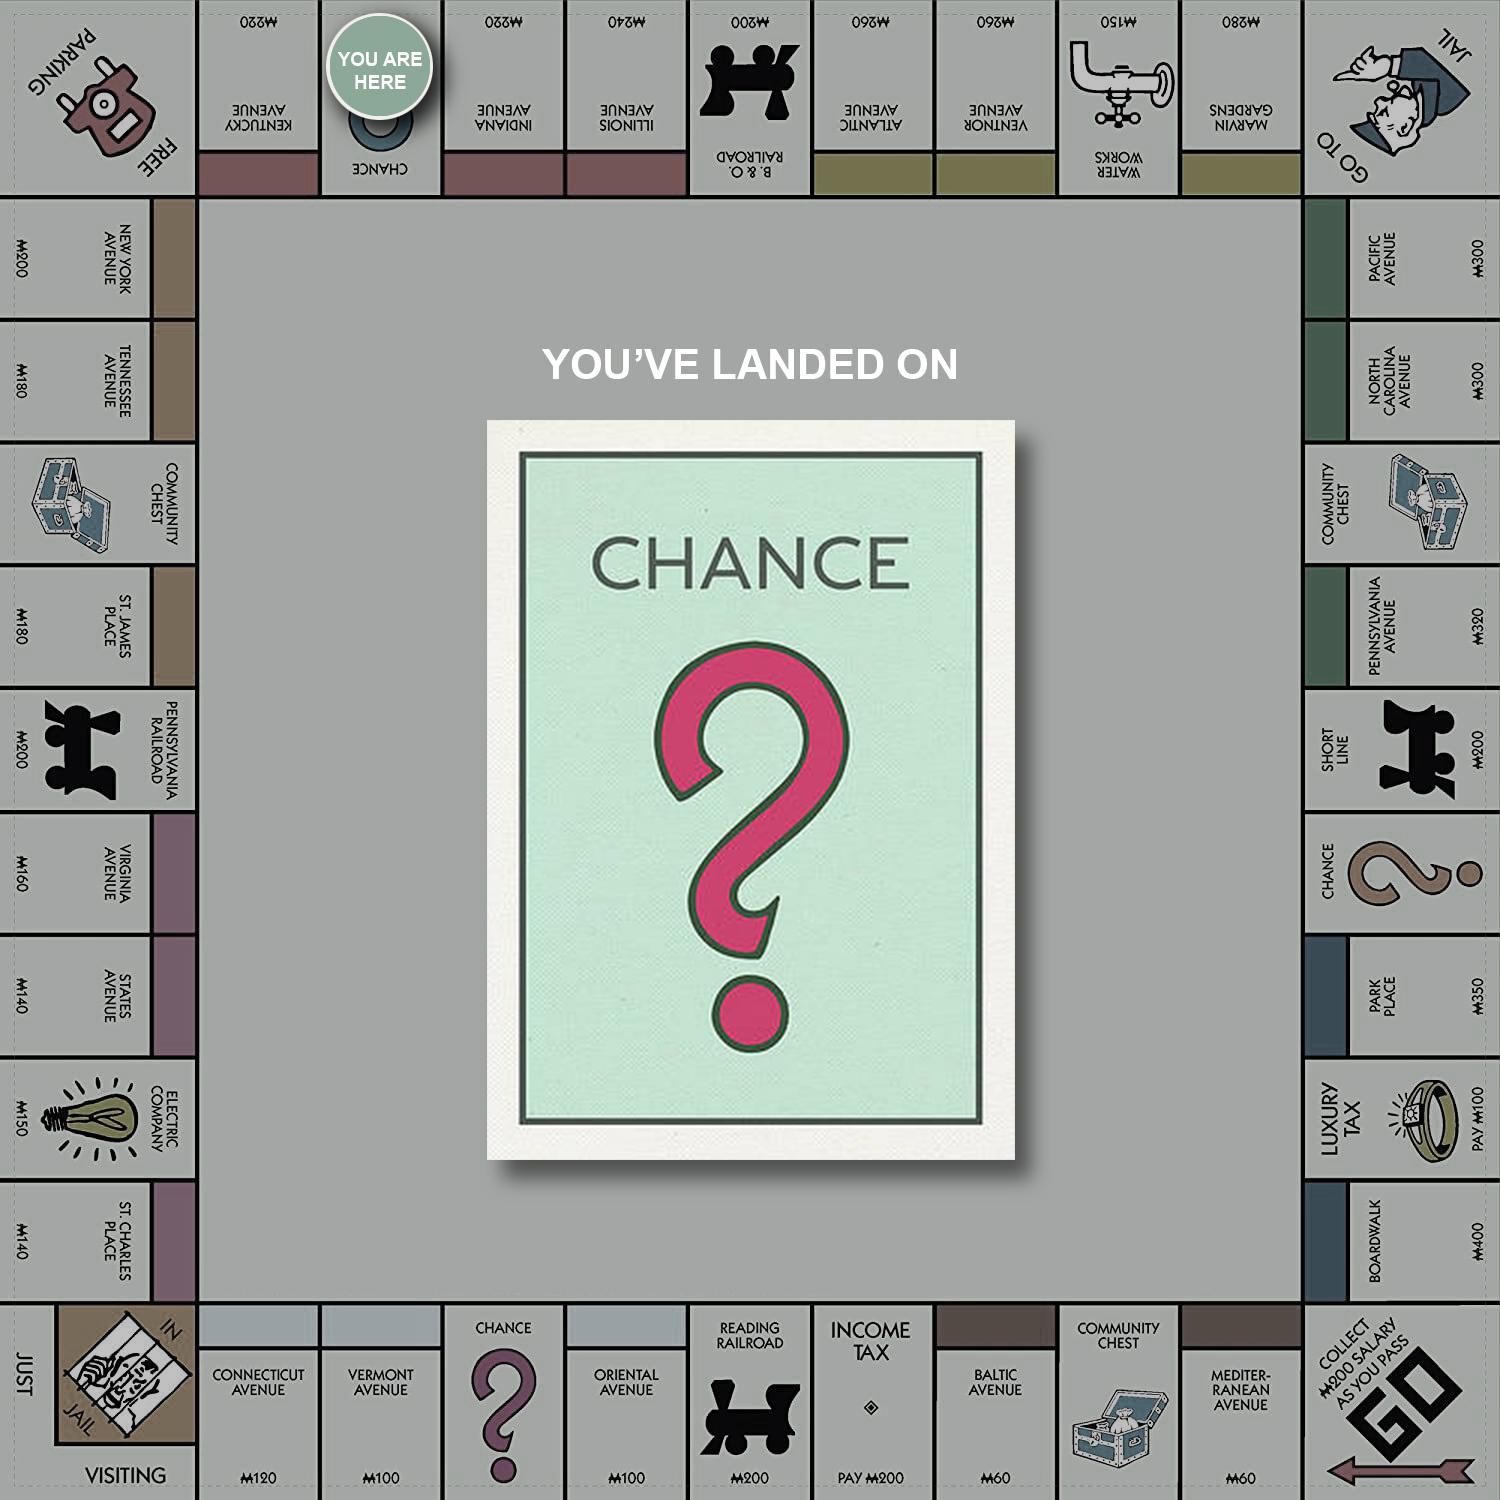 FREE
PARKING
KENTUCKY
AVENUE
₩220
YOU ARE
HERE
CHANCE
INDIANA
AVENUE
₩220
ILLINOIS
AVENUE
₩240
B. & O.
RAILROAD
₩200
ATLANTIC
AVENUE
₩260
VENTNOR
AVENUE
₩260
WATER
WORKS
₩150
MARVIN
GARDENS
₩280
GO TO
JAIL
NEW YORK
AVENUE
₩200
TENNESSEE
AVENUE
₩180
COMMUNITY
CHEST
ST. JAMES
PLACE
₩180
PENNSYLVANIA
RAILROAD
₩200
VIRGINIA
AVENUE
₩160
STATES
AVENUE
₩140
ELECTRIC
COMPANY
₩150
ST. CHARLES
PLACE
₩140
YOU’VE LANDED ON
CHANCE
PACIFIC
AVENUE
₩300
NORTH
CAROLINA
AVENUE
₩300
COMMUNITY
CHEST
PENNSYLVANIA
AVENUE
₩320
SHORT
LINE
₩200
CHANCE
PARK
PLACE
₩350
LUXURY
TAX
PAY ₩100
BOARDWALK
₩400
JUST
VISITING
IN
JAIL
CONNECTICUT
AVENUE
₩120
VERMONT
AVENUE
₩100
CHANCE
ORIENTAL
AVENUE
₩100
READING
RAILROAD
₩200
INCOME
TAX
PAY ₩200
BALTIC
AVENUE
₩60
COMMUNITY
CHEST
MEDITER-
RANEAN
AVENUE
₩60
COLLECT
₩200 SALARY
AS YOU PASS
GO